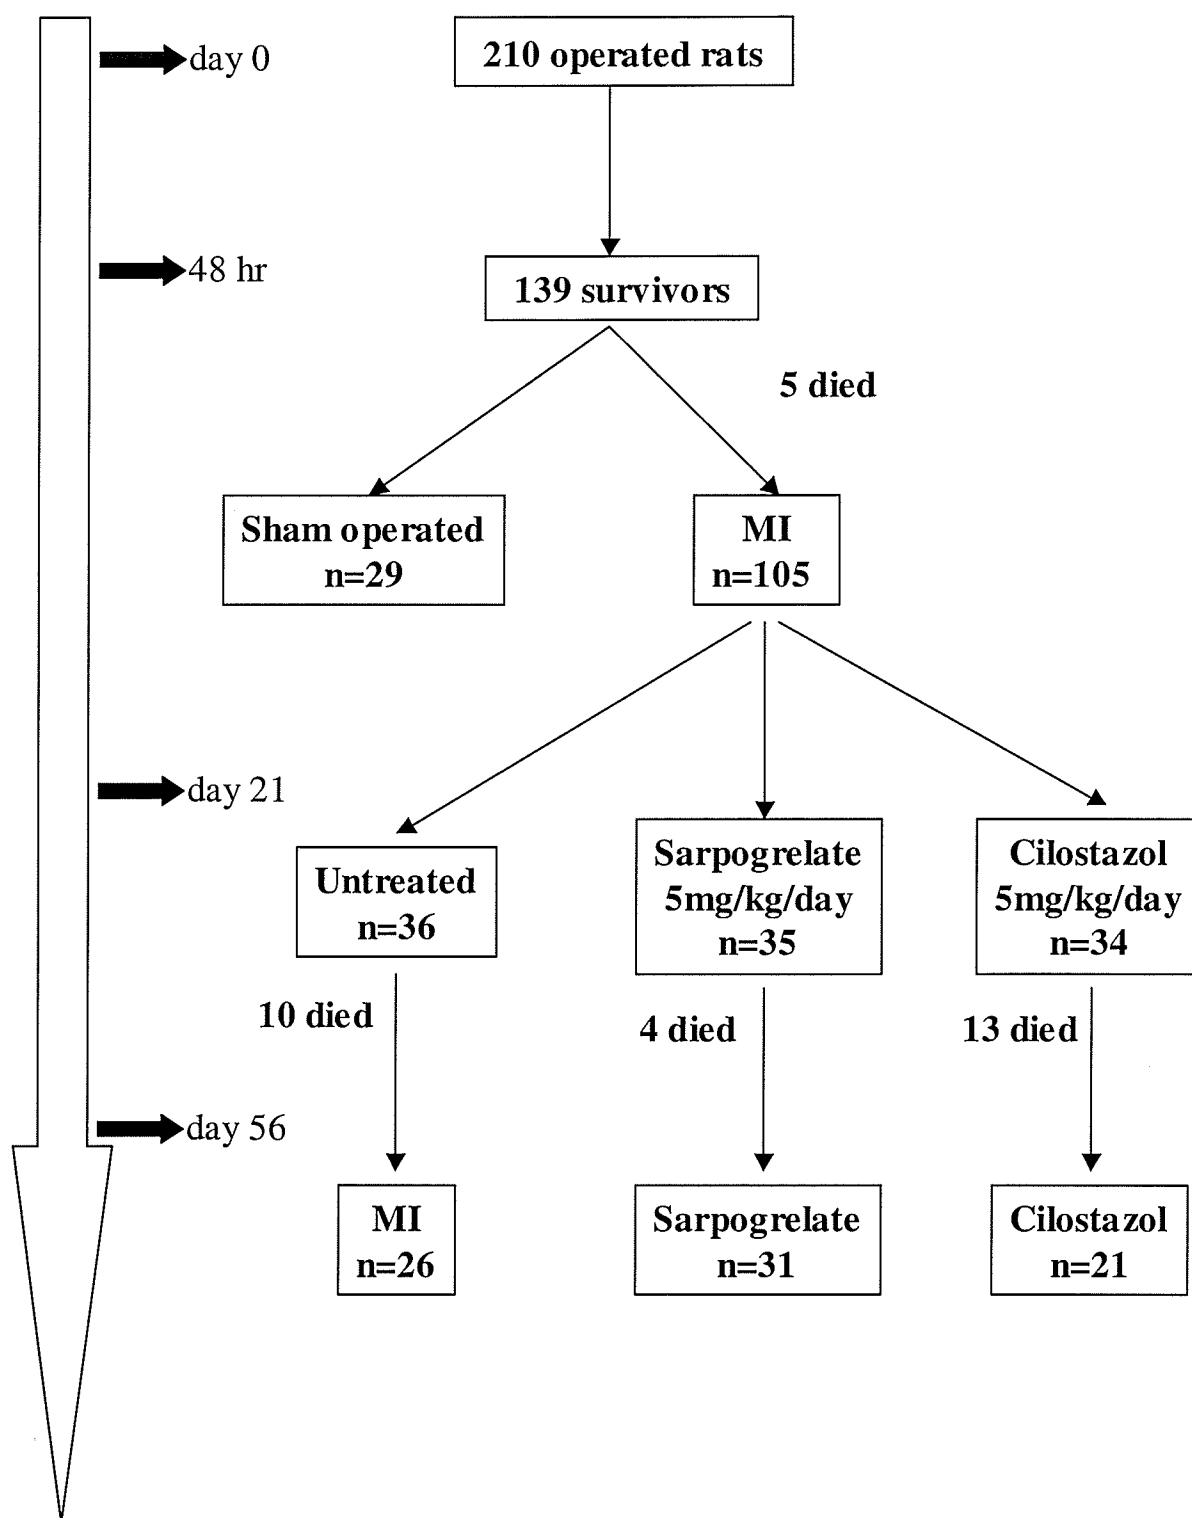 day 0
210 operated rats
48 hr
139 survivors
5 died
Sham operated
n=29
MI
n=105
day 21
Untreated
n=36
Sarpogrelate
5mg/kg/day
n=35
Cilostazol
5mg/kg/day
n=34
10 died
4 died
13 died
day 56
MI
n=26
Sarpogrelate
n=31
Cilostazol
n=21